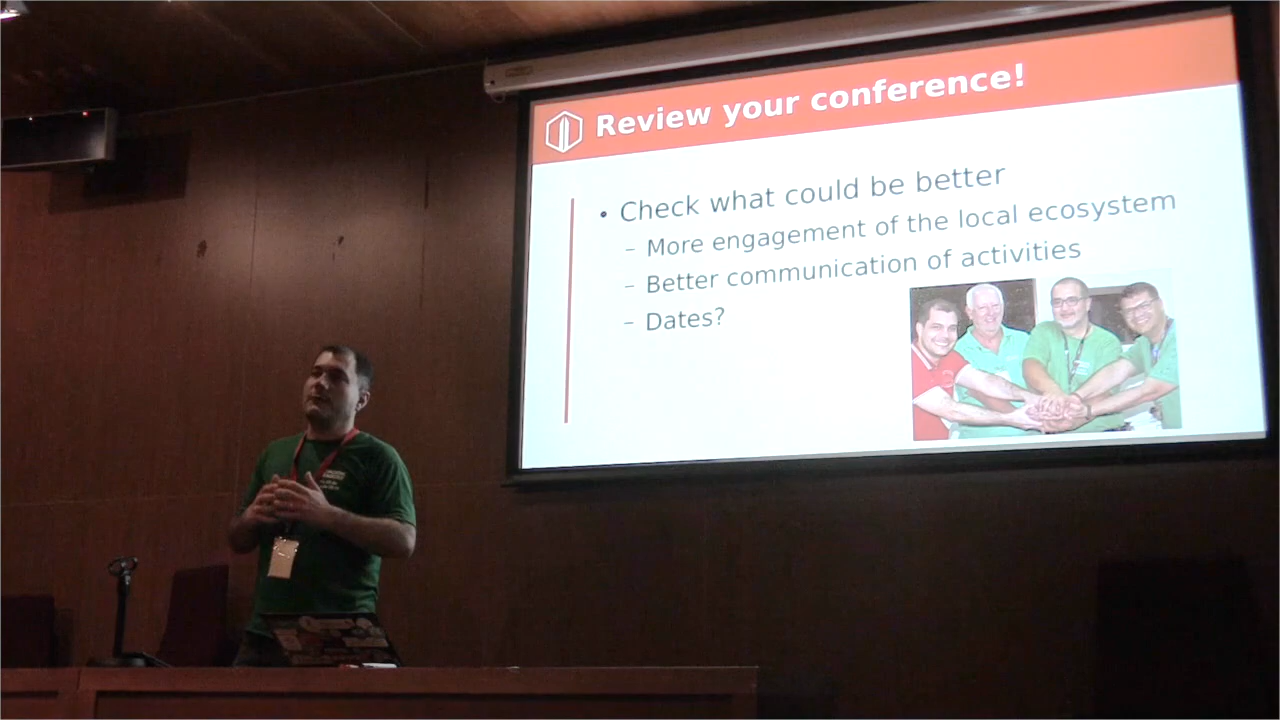 Review your conference!
• Check what could be better
– More engagement of the local ecosystem
– Better communication of activities
– Dates?